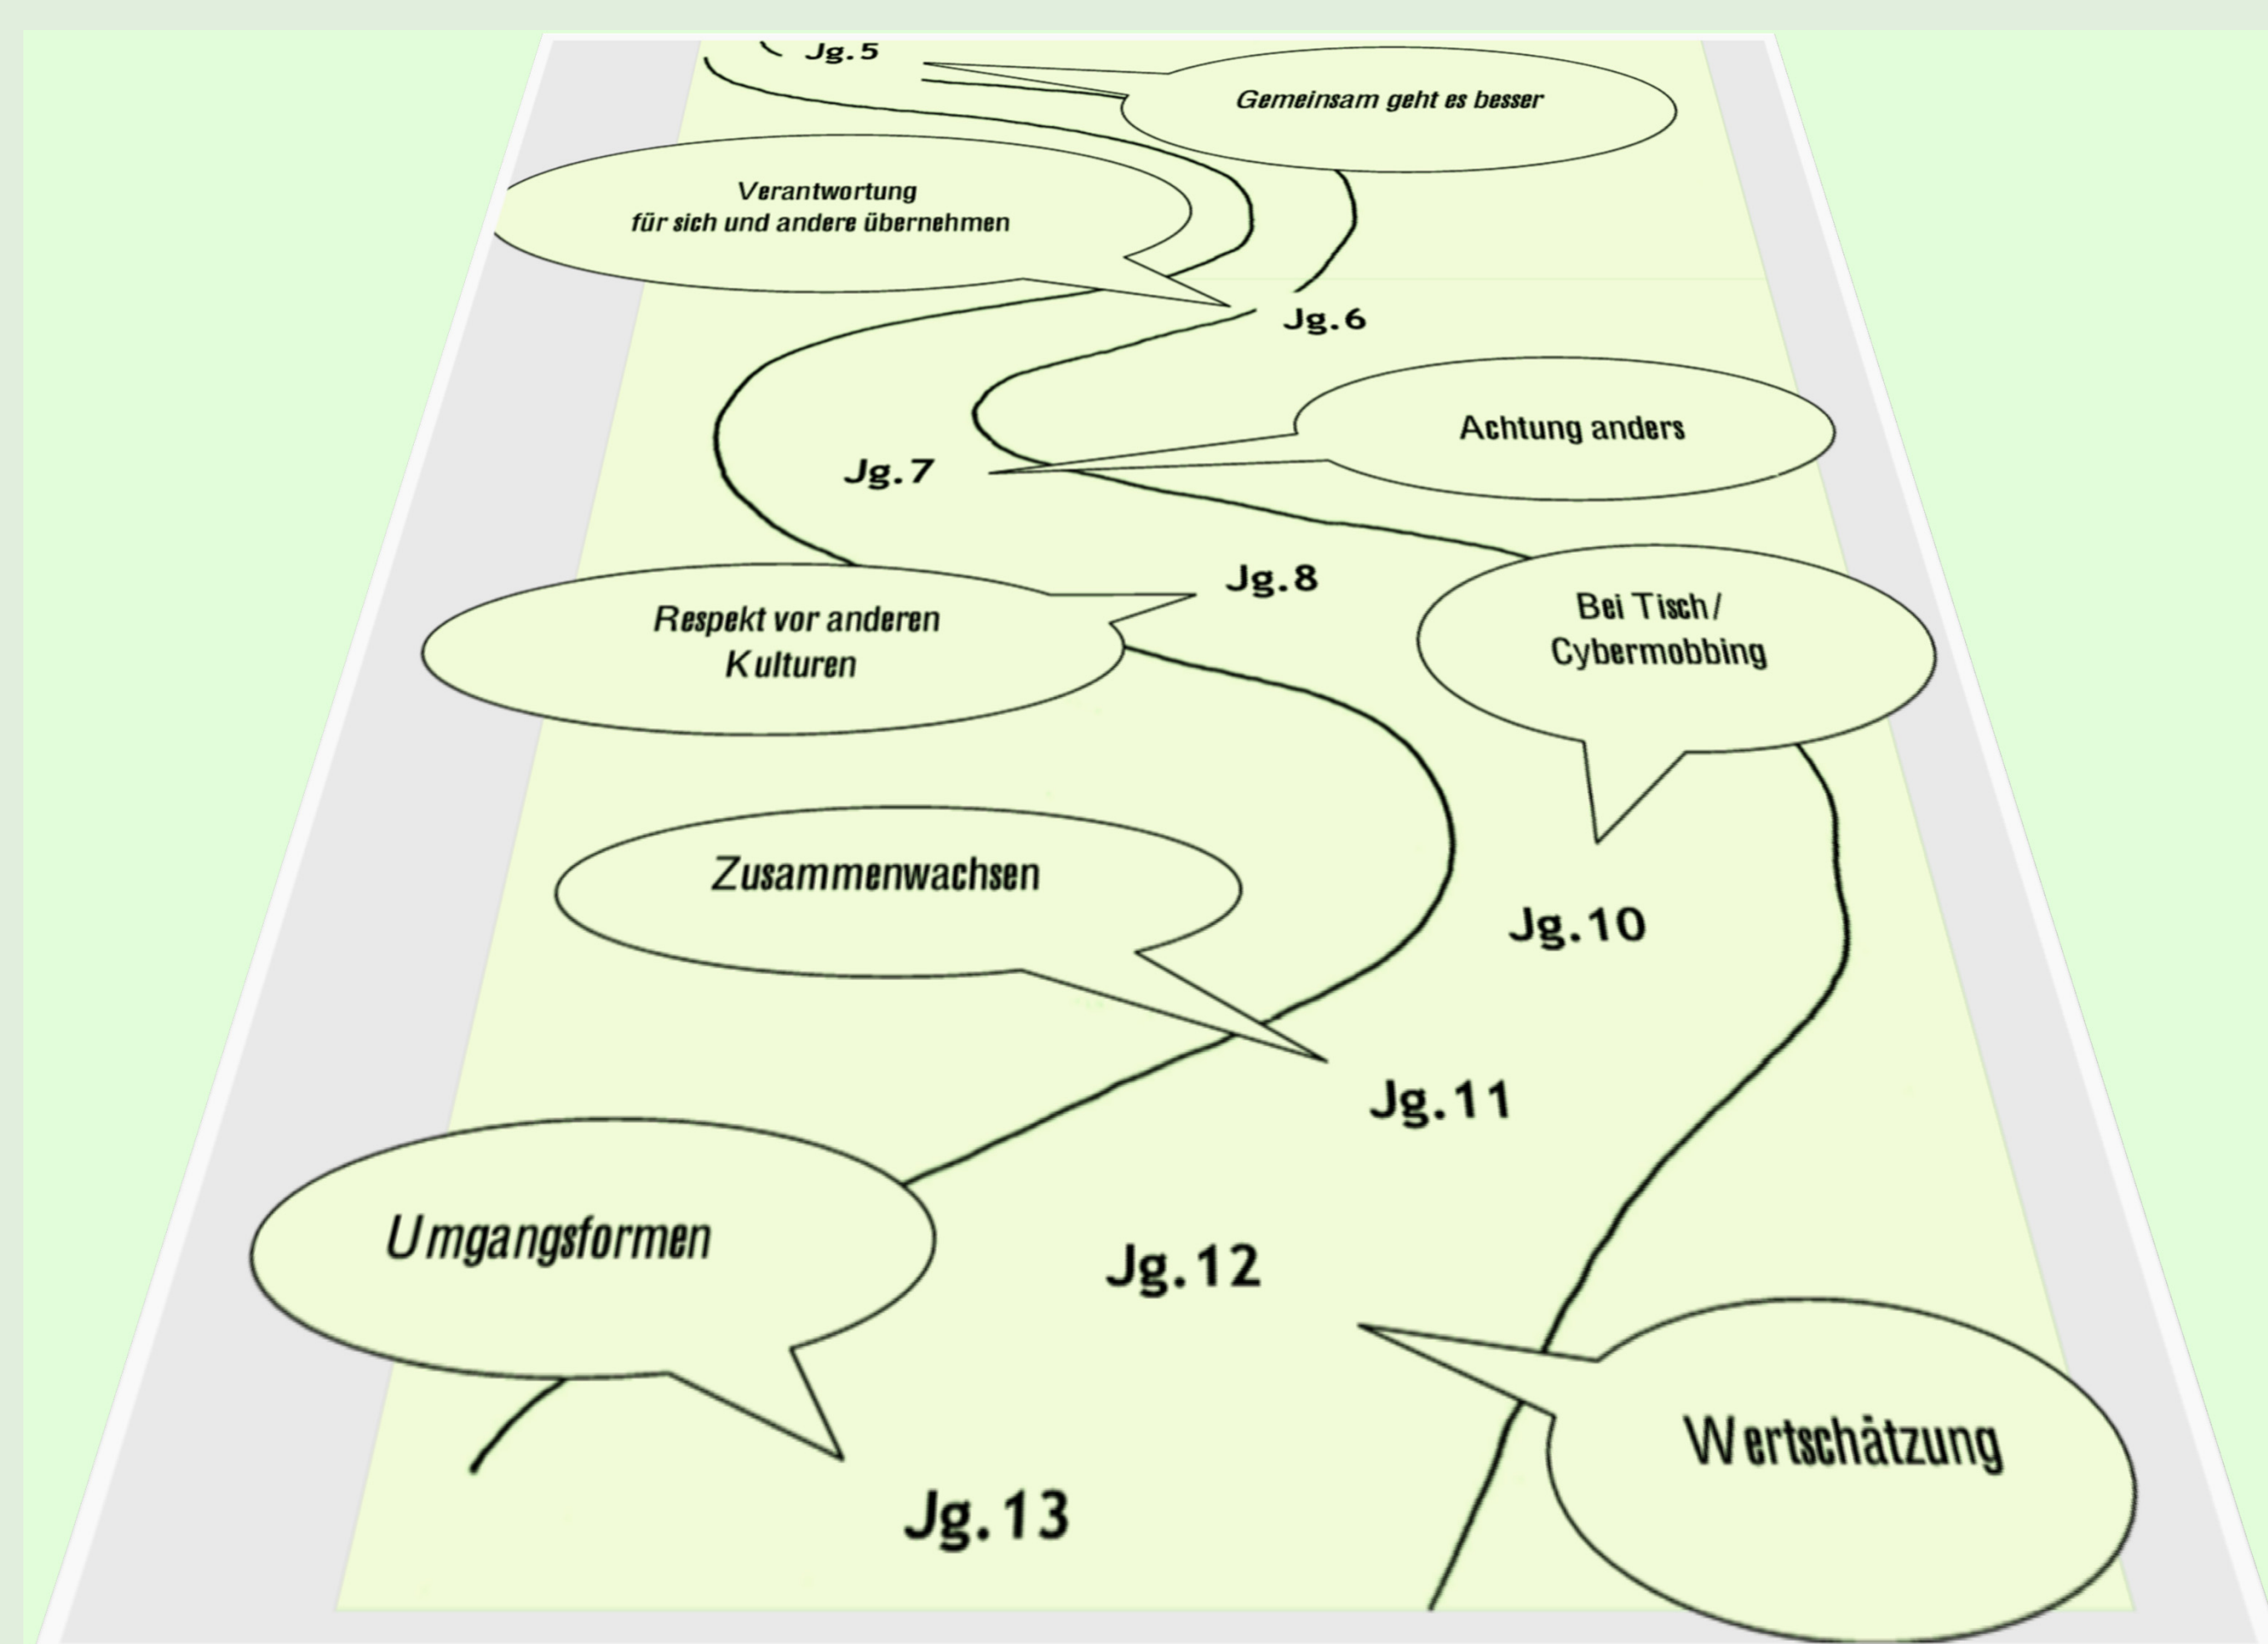 Jg.5
Gemeinsam geht es besser
Verantwortung
für sich und andere übernehmen
Jg.6
Achtung anders
Jg.7
Jg.8
Respekt vor anderen
Kulturen
Bei Tisch/
Cybermobbing
Zusammenwachsen
Jg.10
Jg.11
Umgangsformen
Jg.12
Wertschätzung
Jg.13